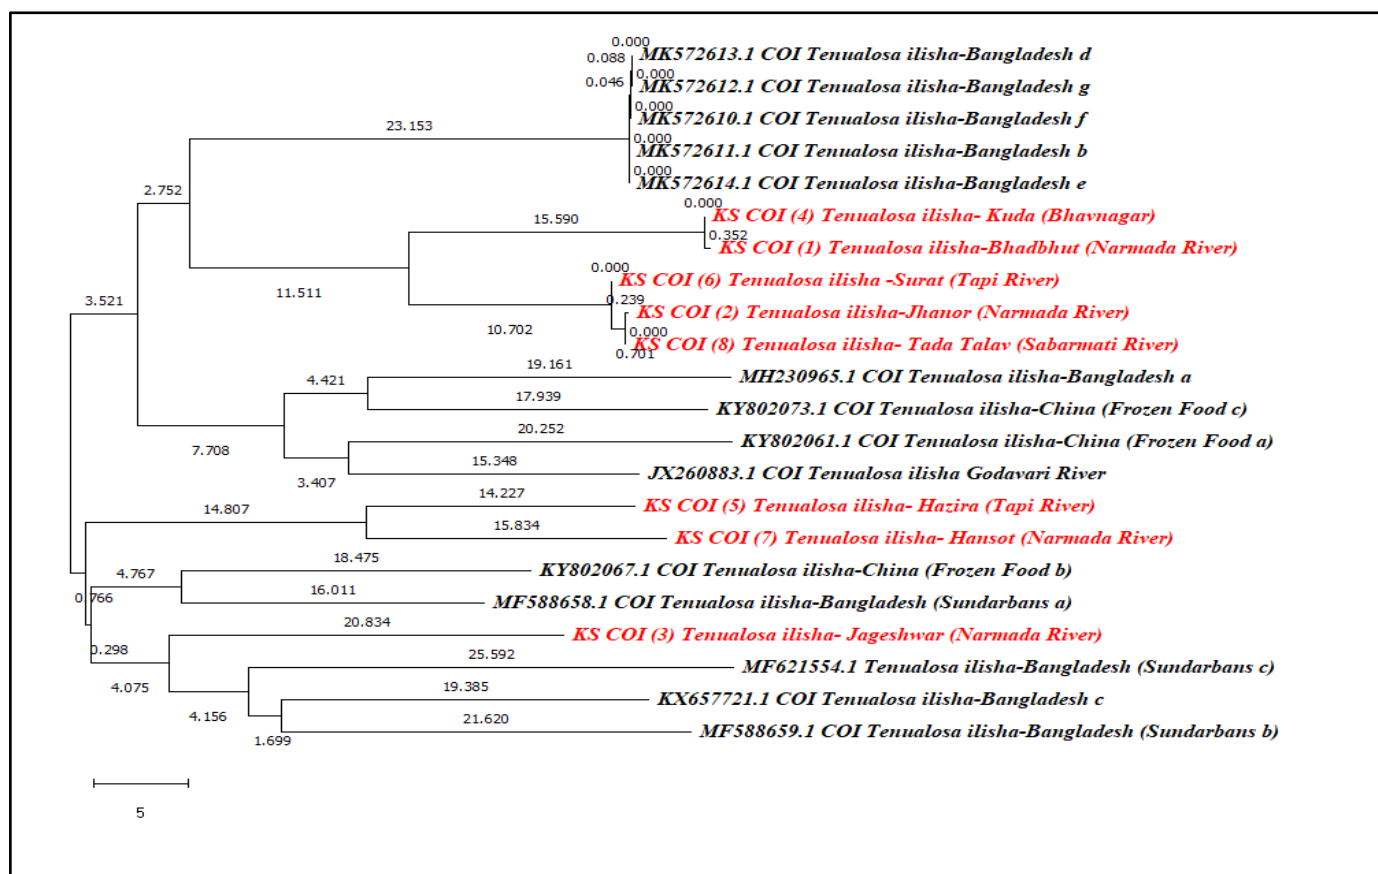 0.000
0.088
MK572613.1 COI Tenualosa ilisha-Bangladesh d
0.000
0.046
MK572612.1 COI Tenualosa ilisha-Bangladesh g
0.000
MK572610.1 COI Tenualosa ilisha-Bangladesh f
23.153
0.000
MK572611.1 COI Tenualosa ilisha-Bangladesh b
0.000
MK572614.1 COI Tenualosa ilisha-Bangladesh e
2.752
0.000
15.590
KS COI (4) Tenualosa ilisha- Kuda (Bhavnagar)
0.352
KS COI (1) Tenualosa ilisha-Bhadbhut (Narmada River)
0.000
KS COI (6) Tenualosa ilisha -Surat (Tapi River)
11.511
3.521
0.239
KS COI (2) Tenualosa ilisha-Jhanor (Narmada River)
10.702
0.000
KS COI (8) Tenualosa ilisha- Tada Talav (Sabarmati River)
0.701
19.161
MH230965.1 COI Tenualosa ilisha-Bangladesh a
4.421
17.939
KY802073.1 COI Tenualosa ilisha-China (Frozen Food c)
20.252
KY802061.1 COI Tenualosa ilisha-China (Frozen Food a)
7.708
15.348
JX260883.1 COI Tenualosa ilisha Godavari River
3.407
14.227
KS COI (5) Tenualosa ilisha- Hazira (Tapi River)
14.807
15.834
KS COI (7) Tenualosa ilisha- Hansot (Narmada River)
18.475
KY802067.1 COI Tenualosa ilisha-China (Frozen Food b)
4.767
16.011
MF588658.1 COI Tenualosa ilisha-Bangladesh (Sundarbans a)
0.766
20.834
KS COI (3) Tenualosa ilisha- Jageshwar (Narmada River)
0.298
25.592
MF621554.1 Tenualosa ilisha-Bangladesh (Sundarbans c)
4.075
19.385
KX657721.1 COI Tenualosa ilisha-Bangladesh c
4.156
21.620
MF588659.1 COI Tenualosa ilisha-Bangladesh (Sundarbans b)
1.699
5